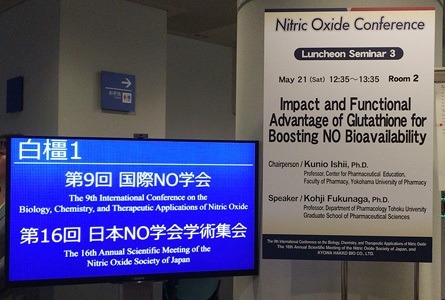 白橿1
第9回 国際NO学会
The 9th International Conference on the
Biology, Chemistry, and Therapeutic Applications of Nitric Oxide
第16回 日本NO学会学術集会
The 16th Annual Scientific Meeting of the
Nitric Oxide Society of Japan
Nitric Oxide Conference
Luncheon Seminar 3
May 21 (Sat) 12:35~13:35 Room 2
Impact and Functional
Advantage of Glutathione for
Boosting NO Bioavailability
Chairperson / Kunio Ishii, Ph.D.
Professor, Center for Pharmaceutical Education,
Faculty of Pharmacy, Yokohama University of Pharmacy
Speaker / Kohji Fukunaga, Ph.D.
Professor, Department of Pharmacology Tohoku University
Graduate School of Pharmaceutical Sciences
The 9th International Conference on the Biology, Chemistry, and Therapeutic Applications of Nitric Oxide
The 16th Annual Scientific Meeting of the Nitric Oxide Society of Japan, and
KYOWA HAKKO BIO CO., LTD.